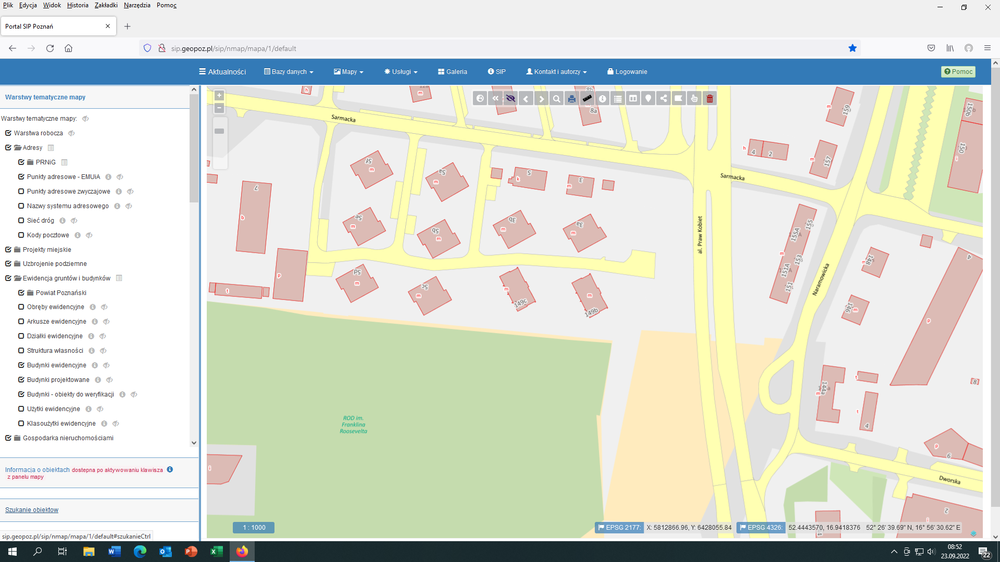 Plik Edycja Widok Historia Zakładki Narzędzia Pomoc
Portal SIP Poznań
sip.geopoz.pl/sip/nmap/mapa/1/default
Aktualności Bazy danych Mapy Usługi Galeria SIP Kontakt i autorzy Logowanie Pomoc
Warstwy tematyczne mapy
Warstwy tematyczne mapy:
Warstwa robocza
Adresy
PRNiG
Punkty adresowe - EMUiA
Punkty adresowe zwyczajowe
Nazwy systemu adresowego
Sieć dróg
Kody pocztowe
Projekty miejskie
Uzbrojenie podziemne
Ewidencja gruntów i budynków
Powiat Poznański
Obręby ewidencyjne
Arkusze ewidencyjne
Działki ewidencyjne
Struktura własności
Budynki ewidencyjne
Budynki projektowane
Budynki - obiekty do weryfikacji
Użytki ewidencyjne
Klasoużytki ewidencyjne
Gospodarka nieruchomościami
Informacja o obiektach dostepna po aktywowaniu klawisza
z panelu mapy
Szukanie obiektow
sip.geopoz.pl/sip/nmap/mapa/1/default#szukanieCtrl
h
m
8b
8a
m
159
150b
150
i
Sarmacka
h
4
2
m
157
5f
m
5a
m
5
k
3
m
Sarmacka
7
b
5e
m
5b
m
3b
m
3a
m
al. Praw Kobiet
155A
155
m
153
151A
151
148
m
4
p
Naramowicka
p
t
5d
m
5c
m
m
149c
m
149b
146
m
p
144a
m
t
t
4
8
ROD im.
Franklina
Roosevelta
i
p
6
Dworska
2
i
1 : 1000
EPSG 2177: X: 5812866.96, Y: 6428055.84
EPSG 4326: 52.4443570, 16.9418376 52° 26' 39.69" N, 16° 56' 30.62" E
08:52
23.09.2022
22